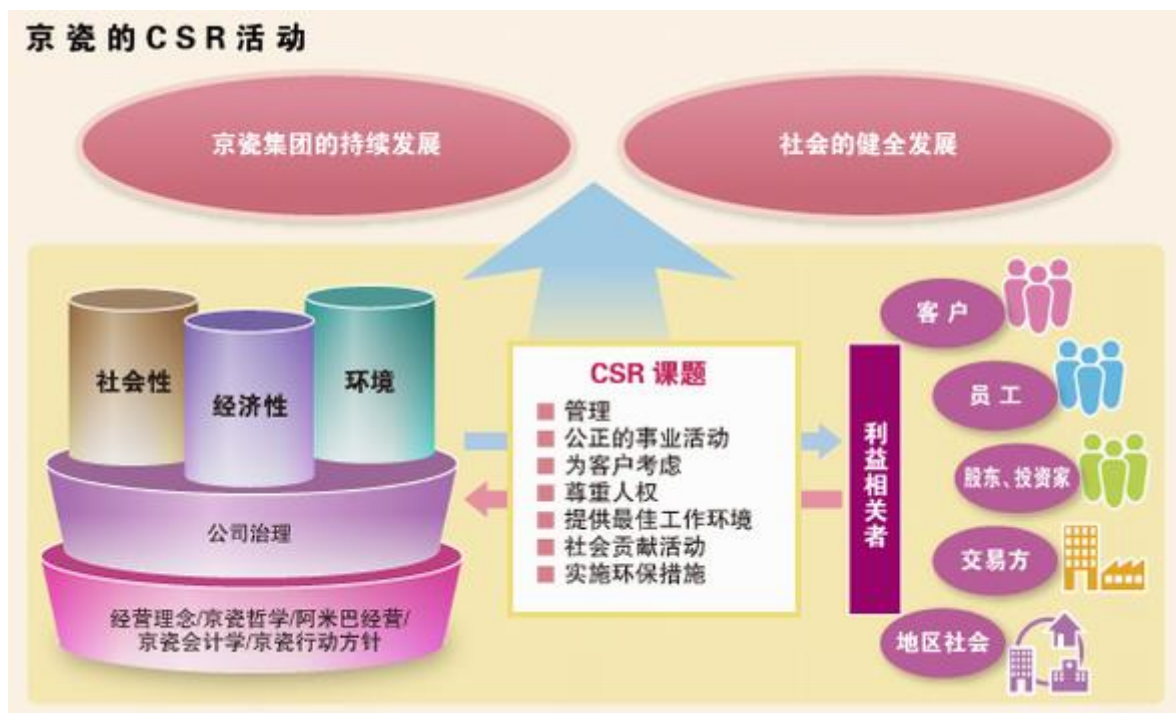 京瓷的CSR活动
京瓷集团的持续发展
社会的健全发展
社会性
经济性
环境
公司治理
经营理念/京瓷哲学/阿米巴经营/
京瓷会计学/京瓷行动方针
CSR 课题
管理
公正的事业活动
为客户考虑
尊重人权
提供最佳工作环境
社会贡献活动
实施环保措施
利益相关者
客户
员工
股东、投资家
交易方
地区社会